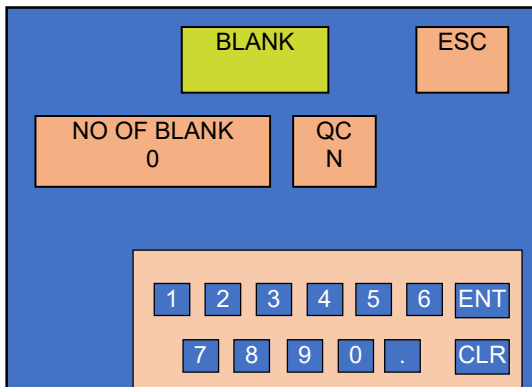 BLANK
ESC
NO OF BLANK
0
QC
N
1 2 3 4 5 6 ENT
7 8 9 0 . CLR